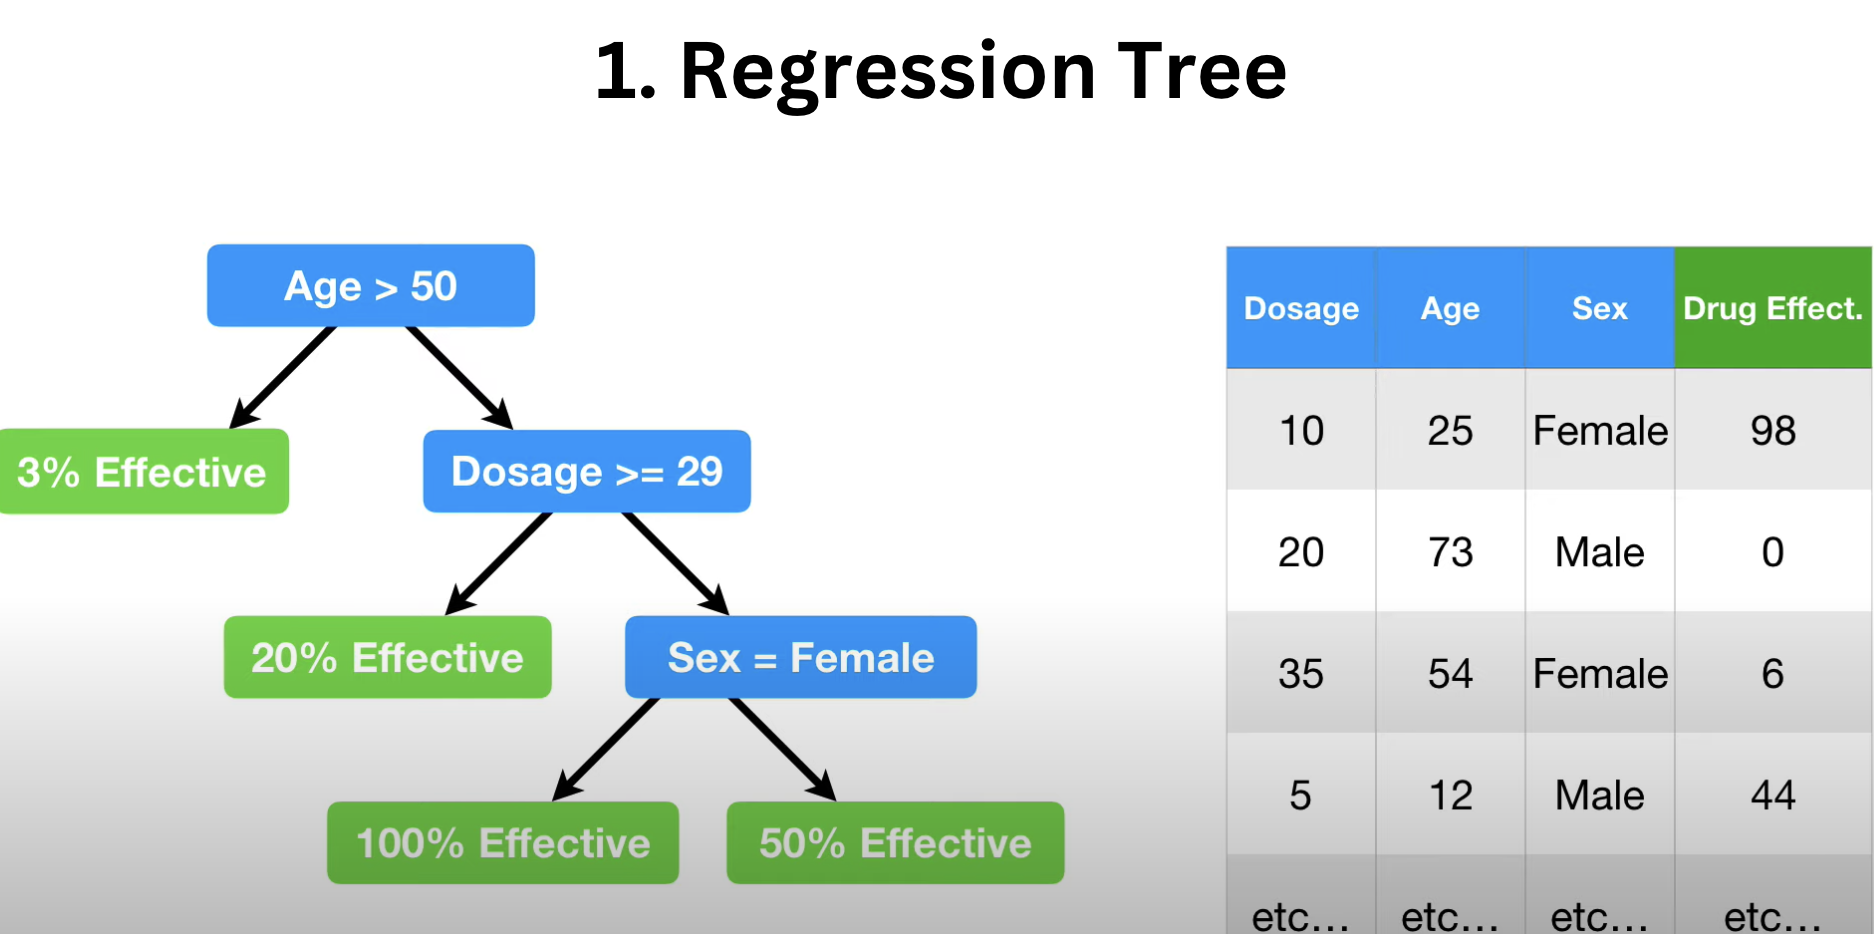 1. Regression Tree
Age > 50
3% Effective
Dosage >= 29
20% Effective
Sex = Female
100% Effective
50% Effective
Dosage Age Sex Drug Effect.
10 25 Female 98
20 73 Male 0
35 54 Female 6
5 12 Male 44
etc... etc... etc... etc...